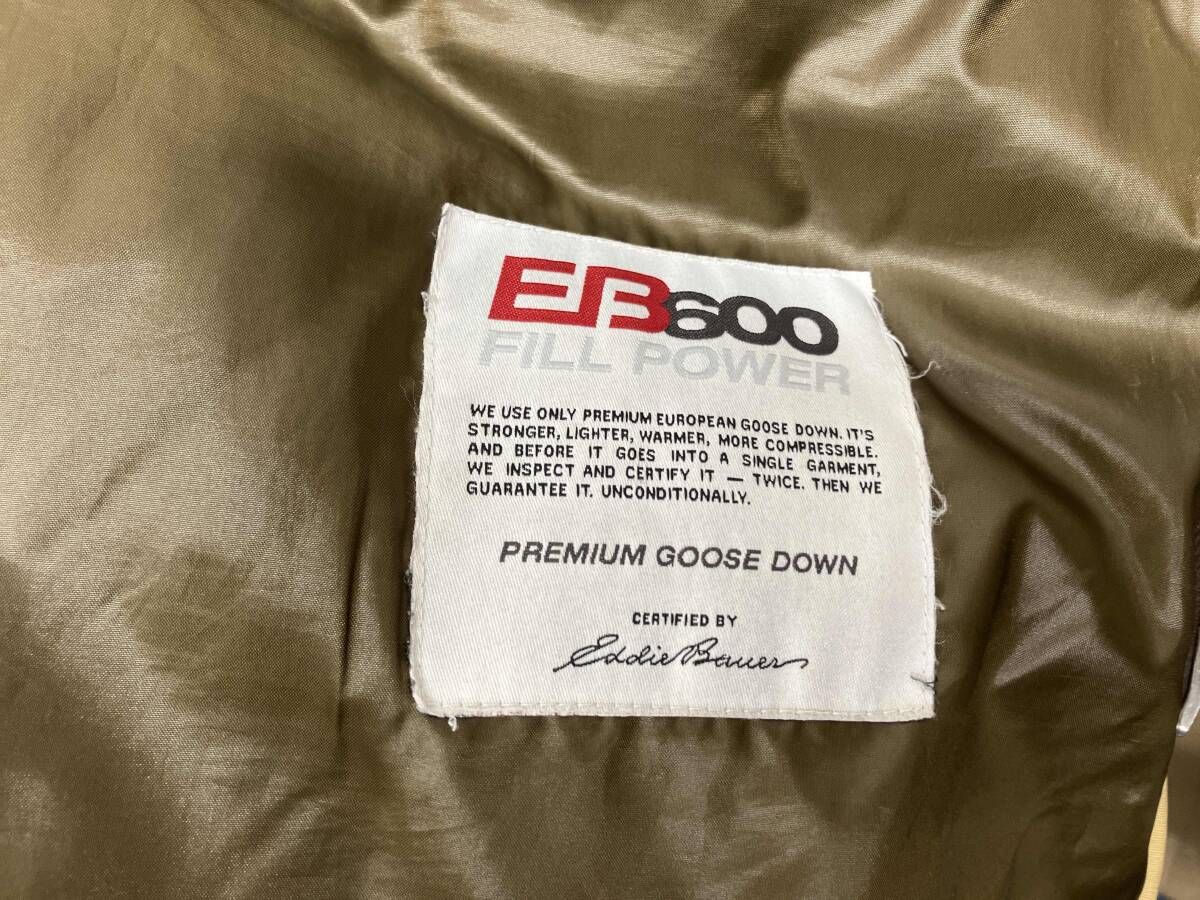 EB600
FILL POWER
WE USE ONLY PREMIUM EUROPEAN GOOSE DOWN. IT'S
STRONGER, LIGHTER, WARMER, MORE COMPRESSIBLE.
AND BEFORE IT GOES INTO A SINGLE GARMENT,
WE INSPECT AND CERTIFY IT — TWICE. THEN WE
GUARANTEE IT. UNCONDITIONALLY.
PREMIUM GOOSE DOWN
CERTIFIED BY
Eddie Bauer